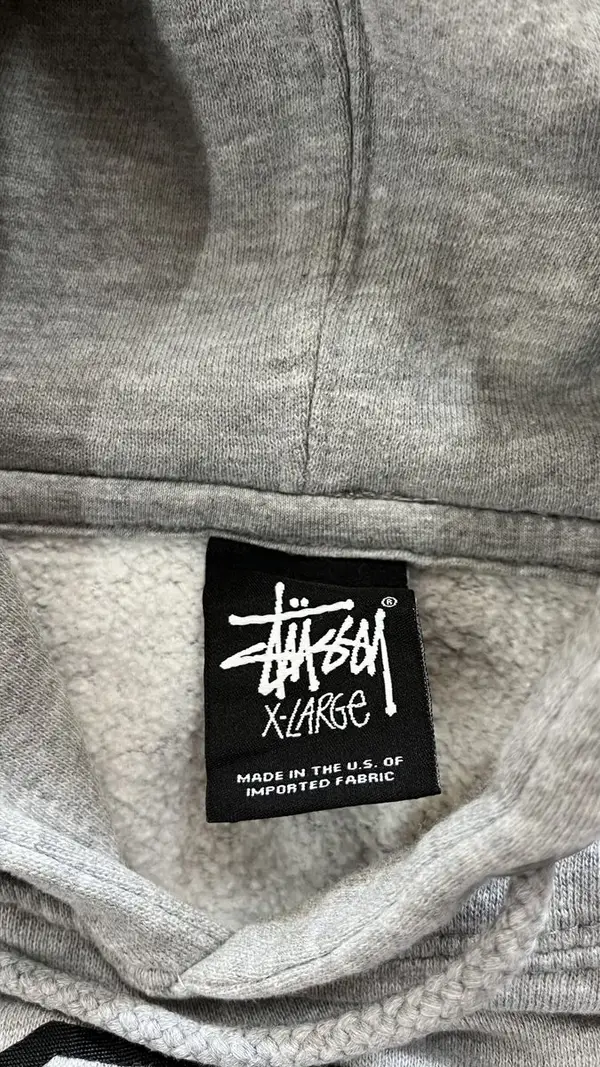 Stüssy ®
X-LARGE
MADE IN THE U.S. OF
IMPORTED FABRIC